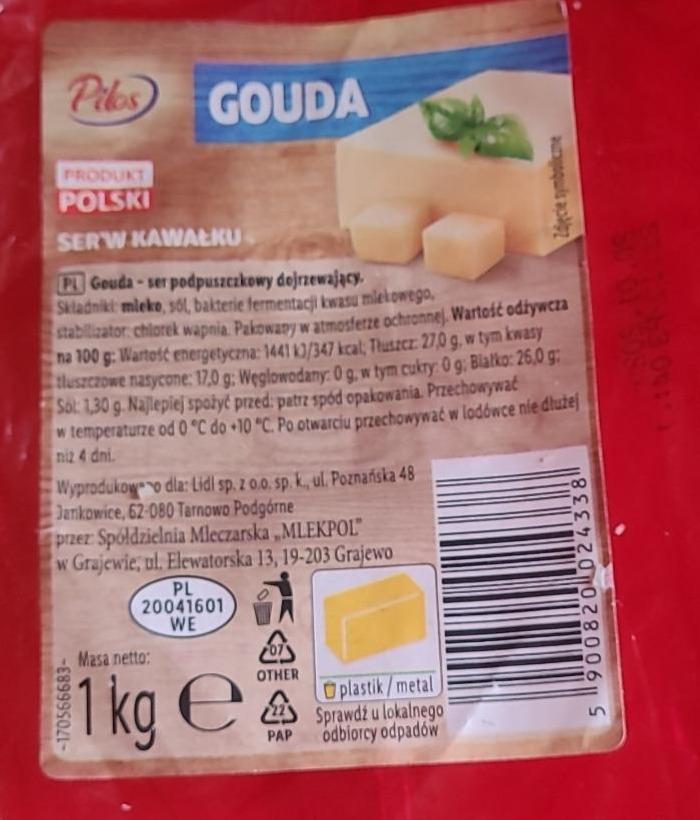 Pilos
GOUDA
PRODUKT
POLSKI
SER W KAWAŁKU
Zdjęcie symboliczne
PL Gouda - ser podpuszczkowy dojrzewający.
Składniki: mleko, sól, bakterie fermentacji kwasu mlekowego,
stabilizator: chlorek wapnia. Pakowany w atmosferze ochronnej. Wartość odżywcza
na 100 g: Wartość energetyczna: 1441 kJ/347 kcal; Tłuszcz: 27,0 g, w tym kwasy
tłuszczowe nasycone: 17,0 g; Węglowodany: 0 g, w tym cukry: 0 g; Białko: 26,0 g;
Sól: 1,30 g. Najlepiej spożyć przed: patrz spód opakowania. Przechowywać
w temperaturze od 0 °C do +10 °C. Po otwarciu przechowywać w lodówce nie dłużej
niż 4 dni.
Wyprodukowano dla: Lidl sp. z o.o. sp. k., ul. Poznańska 48
Jankowice, 62-080 Tarnowo Podgórne
przez: Spółdzielnia Mleczarska „MLEKPOL”
w Grajewie, ul. Elewatorska 13, 19-203 Grajewo
PL
20041601
WE
Masa netto:
1 kg e
-170566683-
07
OTHER
22
PAP
plastik / metal
Sprawdź u lokalnego
odbiorcy odpadów
5 900820 024338